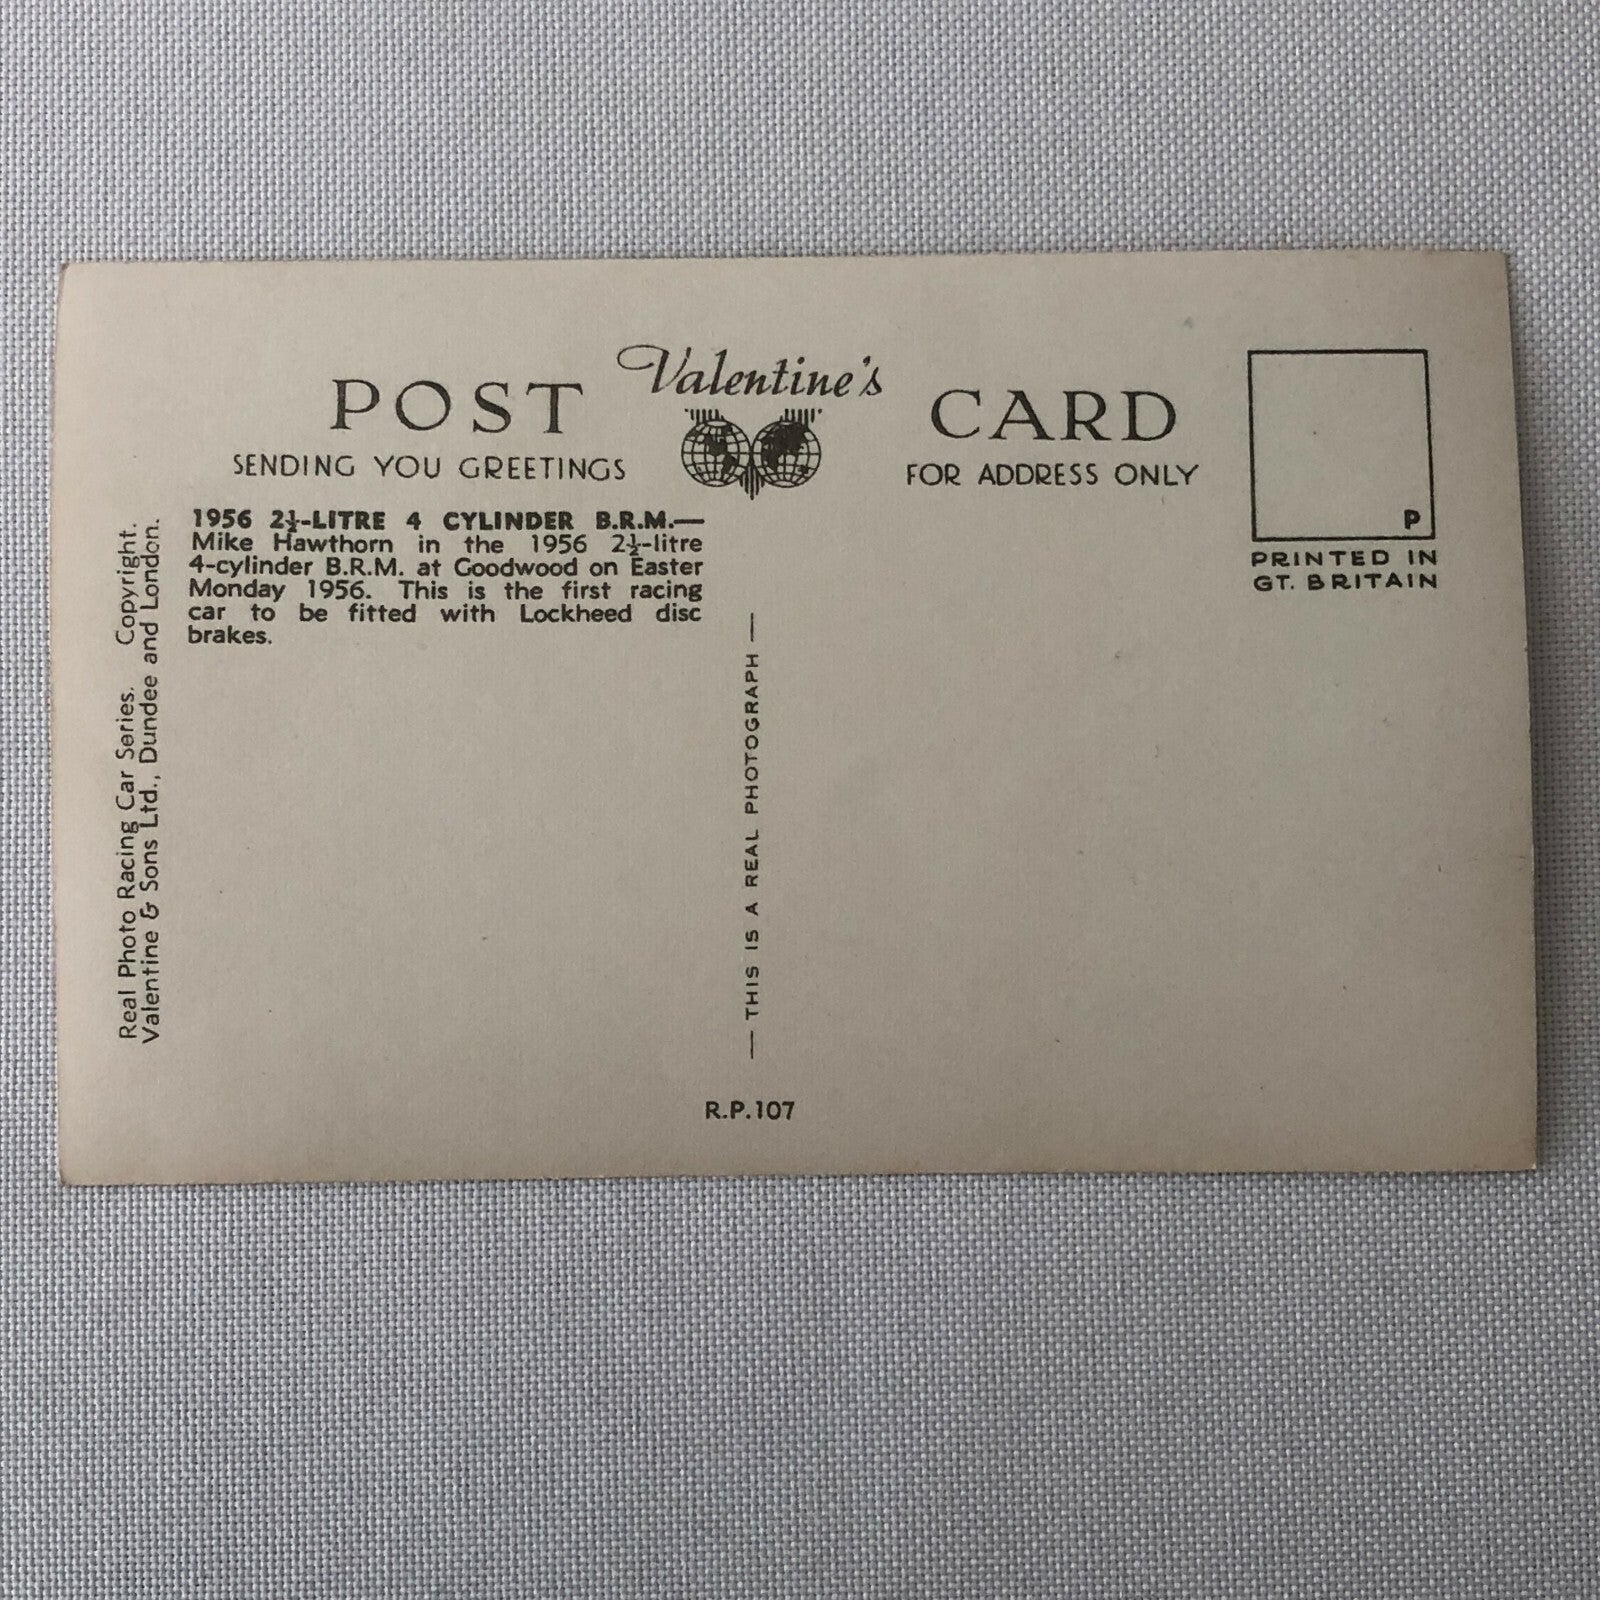 Valentine's
POST CARD
SENDING YOU GREETINGS
FOR ADDRESS ONLY
P
PRINTED IN
GT. BRITAIN
1956 2½-LITRE 4 CYLINDER B.R.M.—
Mike Hawthorn in the 1956 2½-litre
4-cylinder B.R.M. at Goodwood on Easter
Monday 1956. This is the first racing
car to be fitted with Lockheed disc
brakes.
Real Photo Racing Car Series. Copyright.
Valentine & Sons Ltd., Dundee and London.
— THIS IS A REAL PHOTOGRAPH —
R.P.107